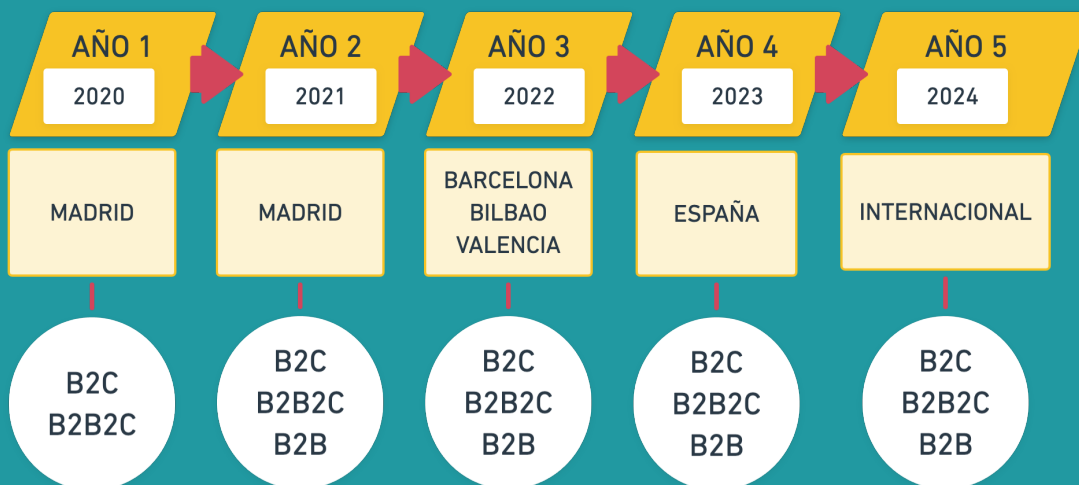 AÑO 1
2020
AÑO 2
2021
AÑO 3
2022
AÑO 4
2023
AÑO 5
2024
MADRID
MADRID
BARCELONA
BILBAO
VALENCIA
ESPAÑA
INTERNACIONAL
B2C
B2B2C
B2C
B2B2C
B2B
B2C
B2B2C
B2B
B2C
B2B2C
B2B
B2C
B2B2C
B2B